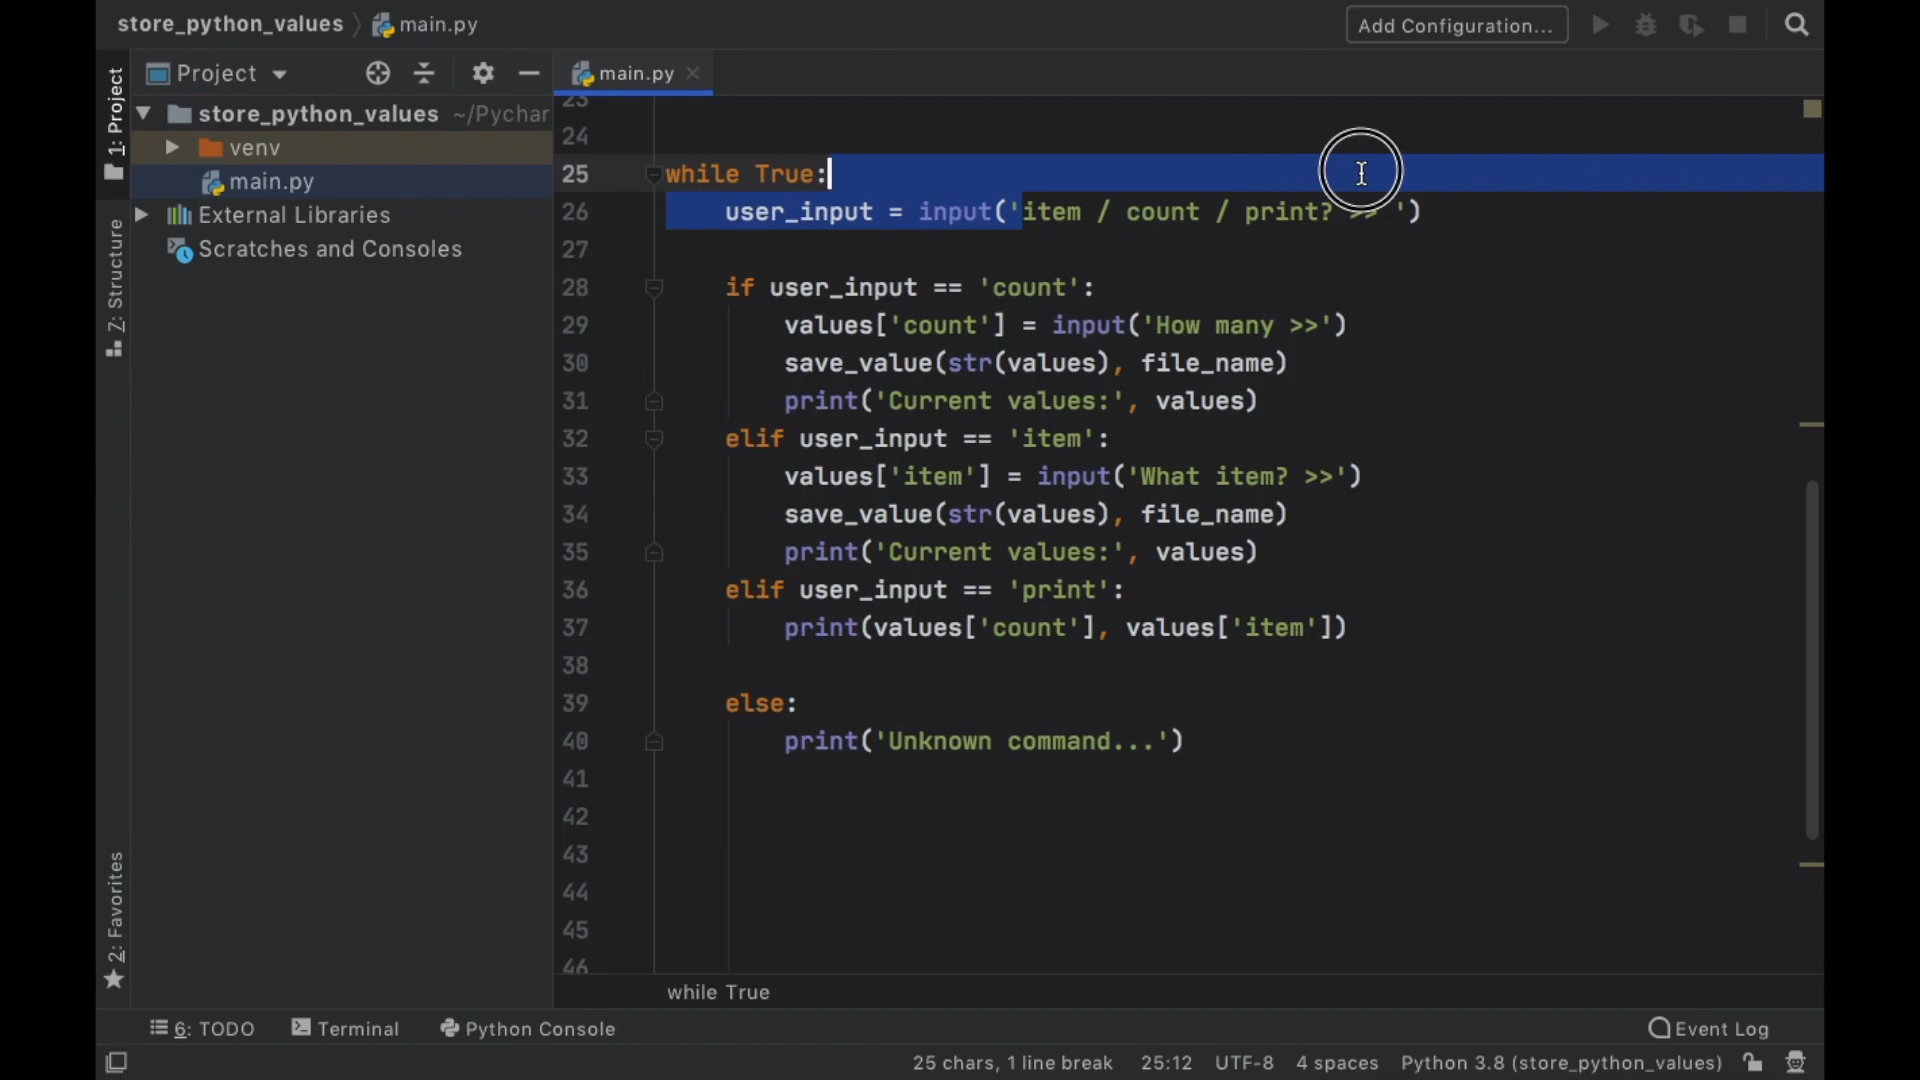 store_python_values main.py Add Configuration...
1: Project
Project
main.py
store_python_values ~/Pychar
venv
main.py
External Libraries
Scratches and Consoles
Z: Structure
2: Favorites
23
24
25 while True:
26 user_input = input('item / count / print? >> ')
27
28 if user_input == 'count':
29 values['count'] = input('How many >>')
30 save_value(str(values), file_name)
31 print('Current values:', values)
32 elif user_input == 'item':
33 values['item'] = input('What item? >>')
34 save_value(str(values), file_name)
35 print('Current values:', values)
36 elif user_input == 'print':
37 print(values['count'], values['item'])
38
39 else:
40 print('Unknown command...')
41
42
43
44
45
46
while True
6: TODO Terminal Python Console Event Log
25 chars, 1 line break 25:12 UTF-8 4 spaces Python 3.8 (store_python_values)